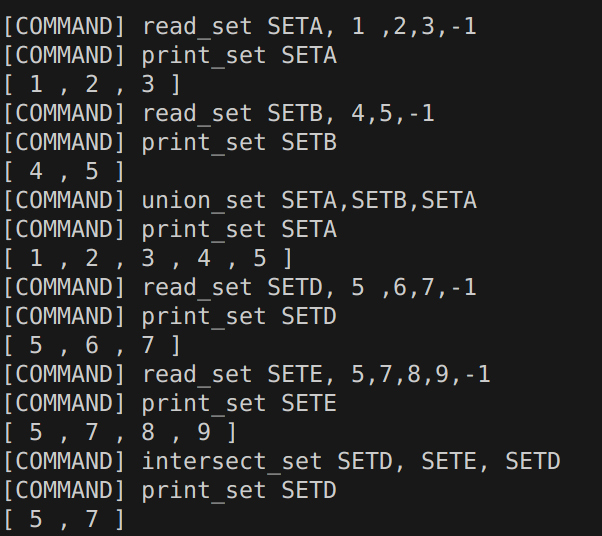 [COMMAND] read_set SETA, 1 ,2,3,-1
[COMMAND] print_set SETA
[ 1 , 2 , 3 ]
[COMMAND] read_set SETB, 4,5,-1
[COMMAND] print_set SETB
[ 4 , 5 ]
[COMMAND] union_set SETA,SETB,SETA
[COMMAND] print_set SETA
[ 1 , 2 , 3 , 4 , 5 ]
[COMMAND] read_set SETD, 5 ,6,7,-1
[COMMAND] print_set SETD
[ 5 , 6 , 7 ]
[COMMAND] read_set SETE, 5,7,8,9,-1
[COMMAND] print_set SETE
[ 5 , 7 , 8 , 9 ]
[COMMAND] intersect_set SETD, SETE, SETD
[COMMAND] print_set SETD
[ 5 , 7 ]